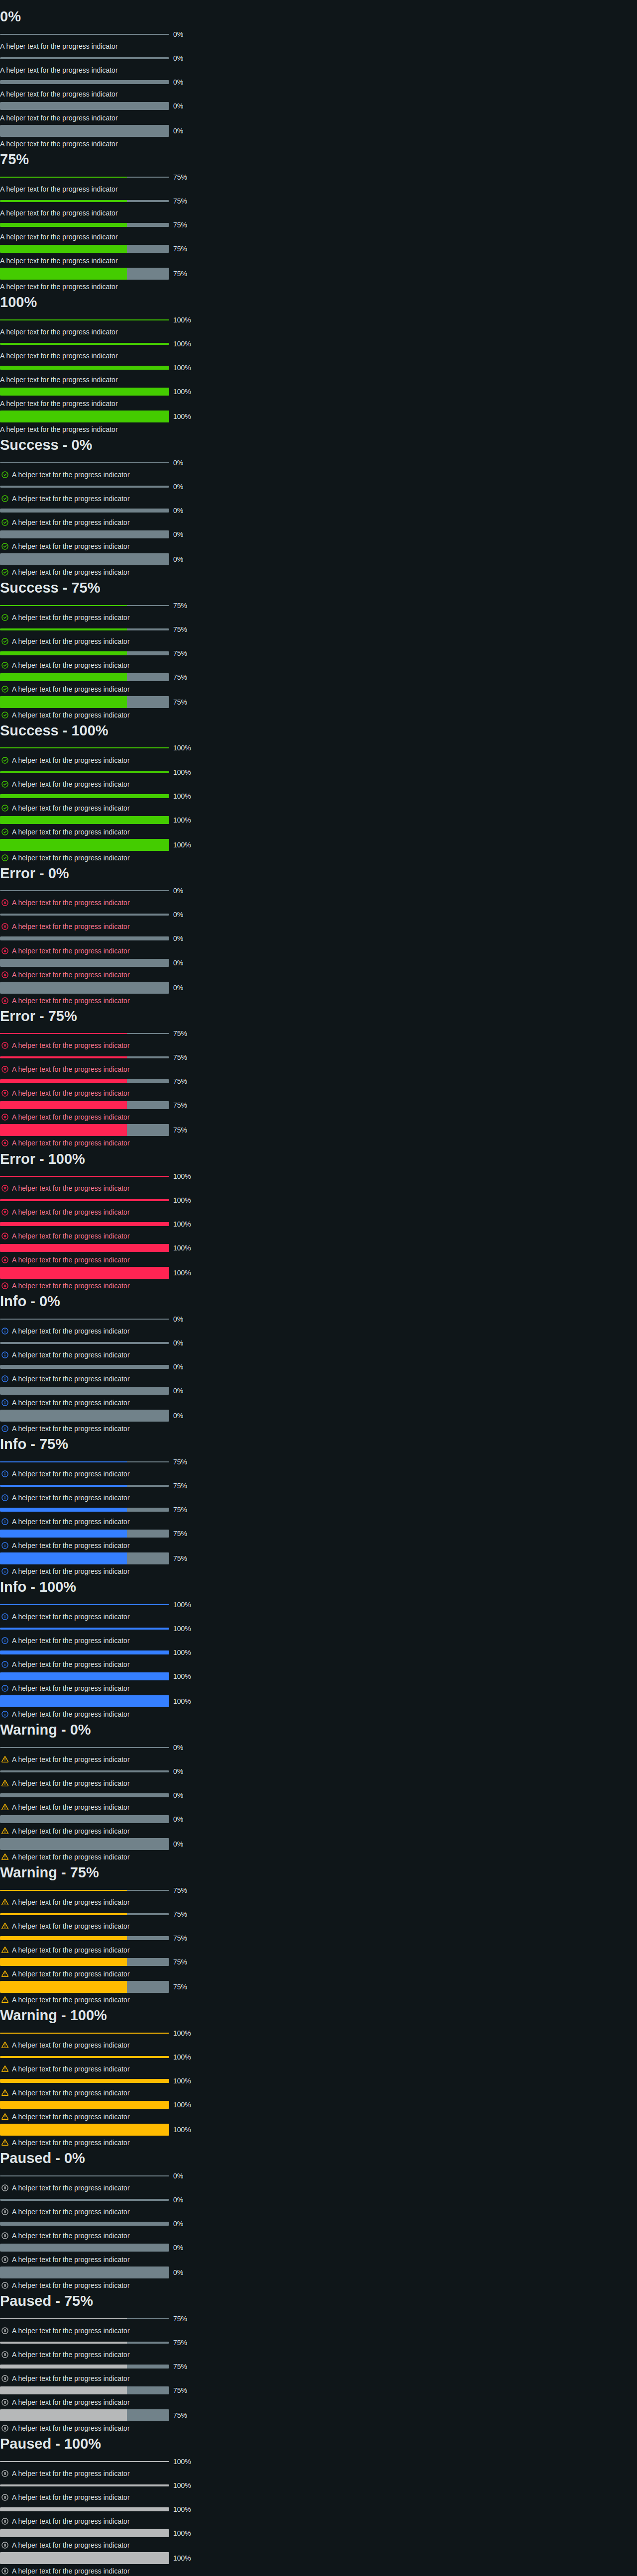 0%
0%
A helper text for the progress indicator
0%
A helper text for the progress indicator
0%
A helper text for the progress indicator
0%
A helper text for the progress indicator
0%
A helper text for the progress indicator
75%
75%
A helper text for the progress indicator
75%
A helper text for the progress indicator
75%
A helper text for the progress indicator
75%
A helper text for the progress indicator
75%
A helper text for the progress indicator
100%
100%
A helper text for the progress indicator
100%
A helper text for the progress indicator
100%
A helper text for the progress indicator
100%
A helper text for the progress indicator
100%
A helper text for the progress indicator
Success - 0%
0%
A helper text for the progress indicator
0%
A helper text for the progress indicator
0%
A helper text for the progress indicator
0%
A helper text for the progress indicator
0%
A helper text for the progress indicator
Success - 75%
75%
A helper text for the progress indicator
75%
A helper text for the progress indicator
75%
A helper text for the progress indicator
75%
A helper text for the progress indicator
75%
A helper text for the progress indicator
Success - 100%
100%
A helper text for the progress indicator
100%
A helper text for the progress indicator
100%
A helper text for the progress indicator
100%
A helper text for the progress indicator
100%
A helper text for the progress indicator
Error - 0%
0%
A helper text for the progress indicator
0%
A helper text for the progress indicator
0%
A helper text for the progress indicator
0%
A helper text for the progress indicator
0%
A helper text for the progress indicator
Error - 75%
75%
A helper text for the progress indicator
75%
A helper text for the progress indicator
75%
A helper text for the progress indicator
75%
A helper text for the progress indicator
75%
A helper text for the progress indicator
Error - 100%
100%
A helper text for the progress indicator
100%
A helper text for the progress indicator
100%
A helper text for the progress indicator
100%
A helper text for the progress indicator
100%
A helper text for the progress indicator
Info - 0%
0%
A helper text for the progress indicator
0%
A helper text for the progress indicator
0%
A helper text for the progress indicator
0%
A helper text for the progress indicator
0%
A helper text for the progress indicator
Info - 75%
75%
A helper text for the progress indicator
75%
A helper text for the progress indicator
75%
A helper text for the progress indicator
75%
A helper text for the progress indicator
75%
A helper text for the progress indicator
Info - 100%
100%
A helper text for the progress indicator
100%
A helper text for the progress indicator
100%
A helper text for the progress indicator
100%
A helper text for the progress indicator
100%
A helper text for the progress indicator
Warning - 0%
0%
A helper text for the progress indicator
0%
A helper text for the progress indicator
0%
A helper text for the progress indicator
0%
A helper text for the progress indicator
0%
A helper text for the progress indicator
Warning - 75%
75%
A helper text for the progress indicator
75%
A helper text for the progress indicator
75%
A helper text for the progress indicator
75%
A helper text for the progress indicator
75%
A helper text for the progress indicator
Warning - 100%
100%
A helper text for the progress indicator
100%
A helper text for the progress indicator
100%
A helper text for the progress indicator
100%
A helper text for the progress indicator
100%
A helper text for the progress indicator
Paused - 0%
0%
A helper text for the progress indicator
0%
A helper text for the progress indicator
0%
A helper text for the progress indicator
0%
A helper text for the progress indicator
0%
A helper text for the progress indicator
Paused - 75%
75%
A helper text for the progress indicator
75%
A helper text for the progress indicator
75%
A helper text for the progress indicator
75%
A helper text for the progress indicator
75%
A helper text for the progress indicator
Paused - 100%
100%
A helper text for the progress indicator
100%
A helper text for the progress indicator
100%
A helper text for the progress indicator
100%
A helper text for the progress indicator
100%
A helper text for the progress indicator